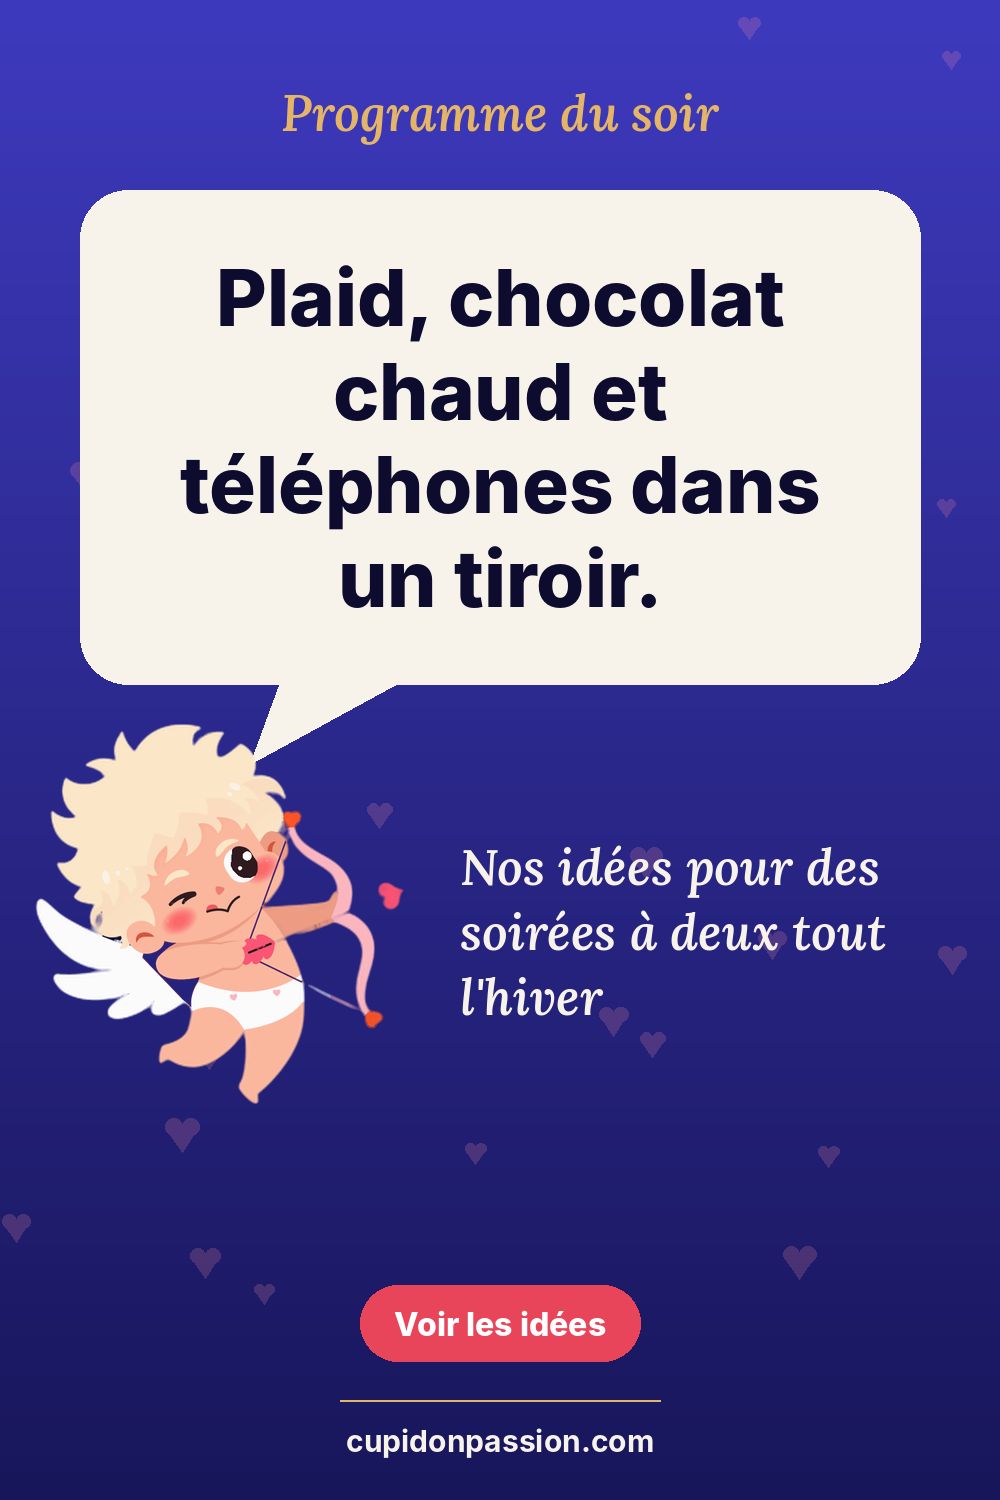 Programme du soir
Plaid, chocolat
chaud et
téléphones dans
un tiroir.
Nos idées pour des
soirées à deux tout
l'hiver
Voir les idées
cupidonpassion.com